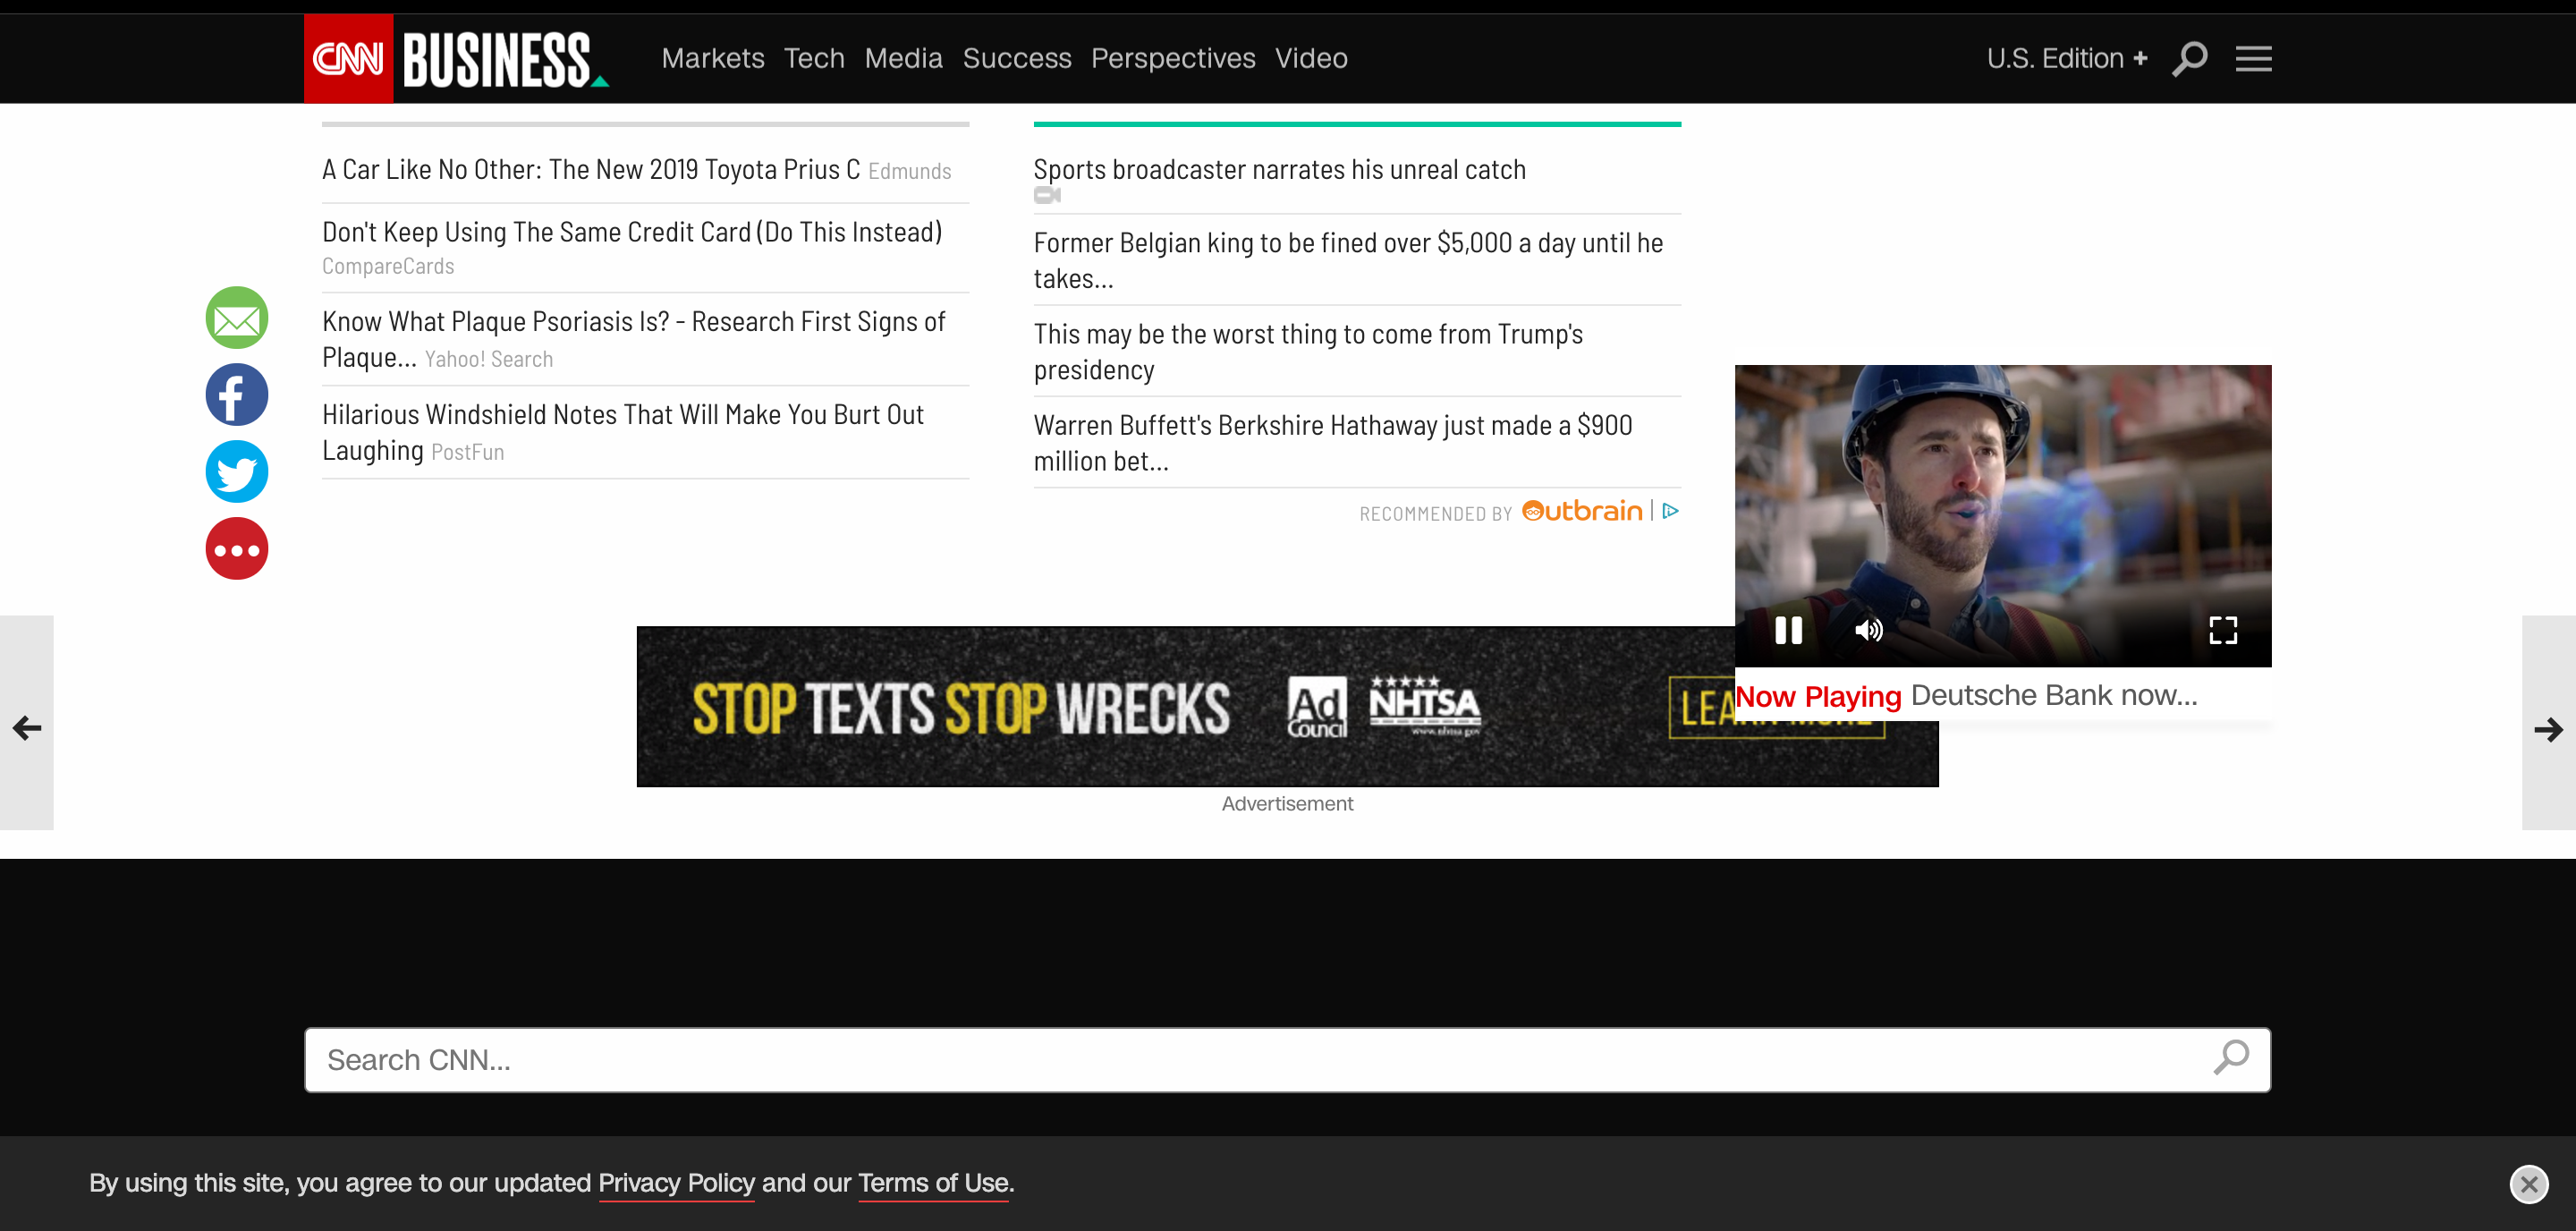 CNN BUSINESS Markets Tech Media Success Perspectives Video U.S. Edition +
A Car Like No Other: The New 2019 Toyota Prius C Edmunds
Don't Keep Using The Same Credit Card (Do This Instead)
CompareCards
Know What Plaque Psoriasis Is? - Research First Signs of
Plaque... Yahoo! Search
Hilarious Windshield Notes That Will Make You Burt Out
Laughing PostFun
Sports broadcaster narrates his unreal catch
Former Belgian king to be fined over $5,000 a day until he
takes...
This may be the worst thing to come from Trump's
presidency
Warren Buffett's Berkshire Hathaway just made a $900
million bet...
RECOMMENDED BY Outbrain
Now Playing Deutsche Bank now...
STOP TEXTS STOP WRECKS
Ad
Council
NHTSA
www.nhtsa.gov
Advertisement
Search CNN...
By using this site, you agree to our updated Privacy Policy and our Terms of Use.